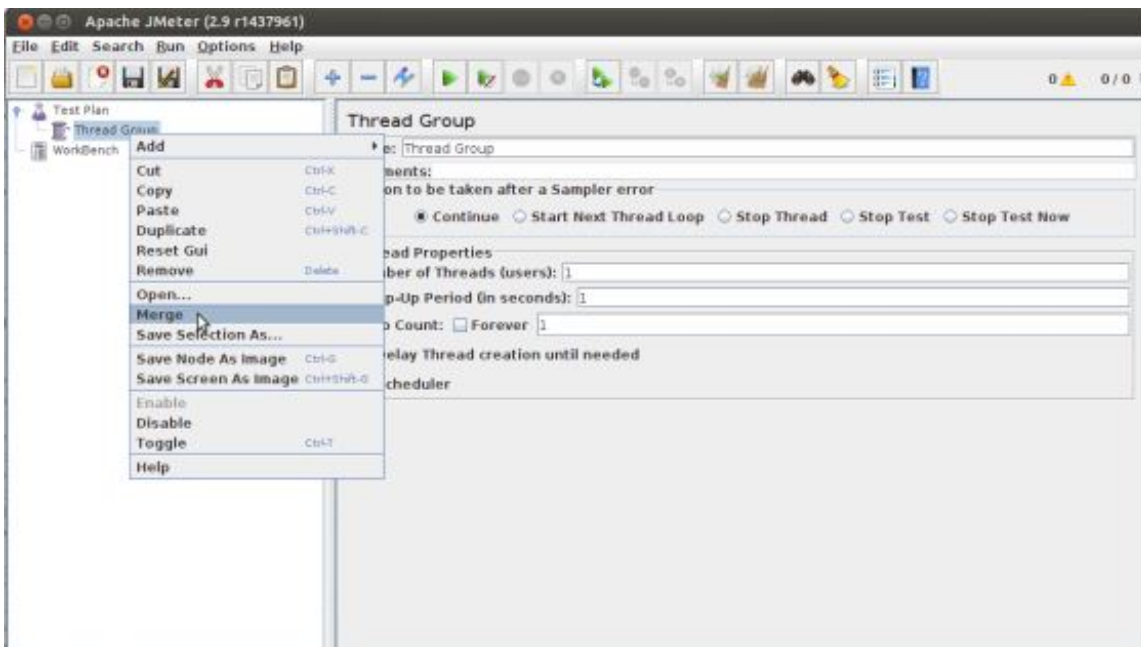 Apache JMeter (2.9 r1437961)
File Edit Search Run Options Help
0 0 / 0
Test Plan
Thread Group
WorkBench
Thread Group
e: Thread Group
ments:
on to be taken after a Sampler error
Continue Start Next Thread Loop Stop Thread Stop Test Stop Test Now
ead Properties
ber of Threads (users): 1
p-Up Period (in seconds): 1
Count: Forever 1
elay Thread creation until needed
cheduler
Add
Cut Ctrl-X
Copy Ctrl-C
Paste Ctrl-V
Duplicate Ctrl+Shift-C
Reset Gui
Remove Delete
Open...
Merge
Save Selection As...
Save Node As Image Ctrl-G
Save Screen As Image Ctrl+Shift-G
Enable
Disable
Toggle Ctrl-T
Help